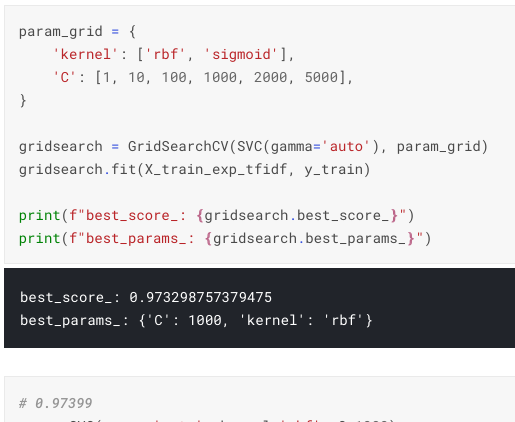 param_grid = {
    'kernel': ['rbf', 'sigmoid'],
    'C': [1, 10, 100, 1000, 2000, 5000],
}
gridsearch = GridSearchCV(SVC(gamma='auto'), param_grid)
gridsearch.fit(X_train_exp_tfidf, y_train)
print(f"best_score_: {gridsearch.best_score_}")
print(f"best_params_: {gridsearch.best_params_}")
best_score_: 0.973298757379475
best_params_: {'C': 1000, 'kernel': 'rbf'}
# 0.97399